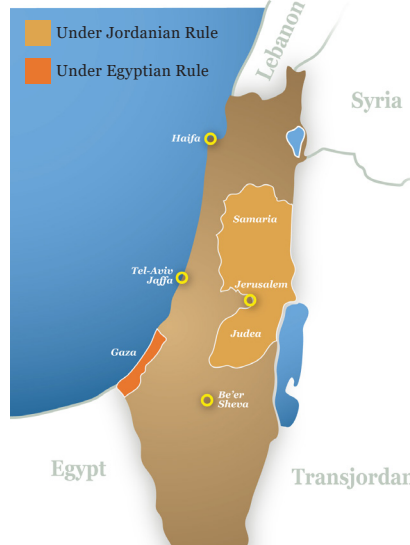 Under Jordanian Rule
Under Egyptian Rule
Lebanon
Syria
Haifa
Samaria
Tel-Aviv
Jaffa
Jerusalem
Judea
Gaza
Be'er
Sheva
Egypt
Transjordan